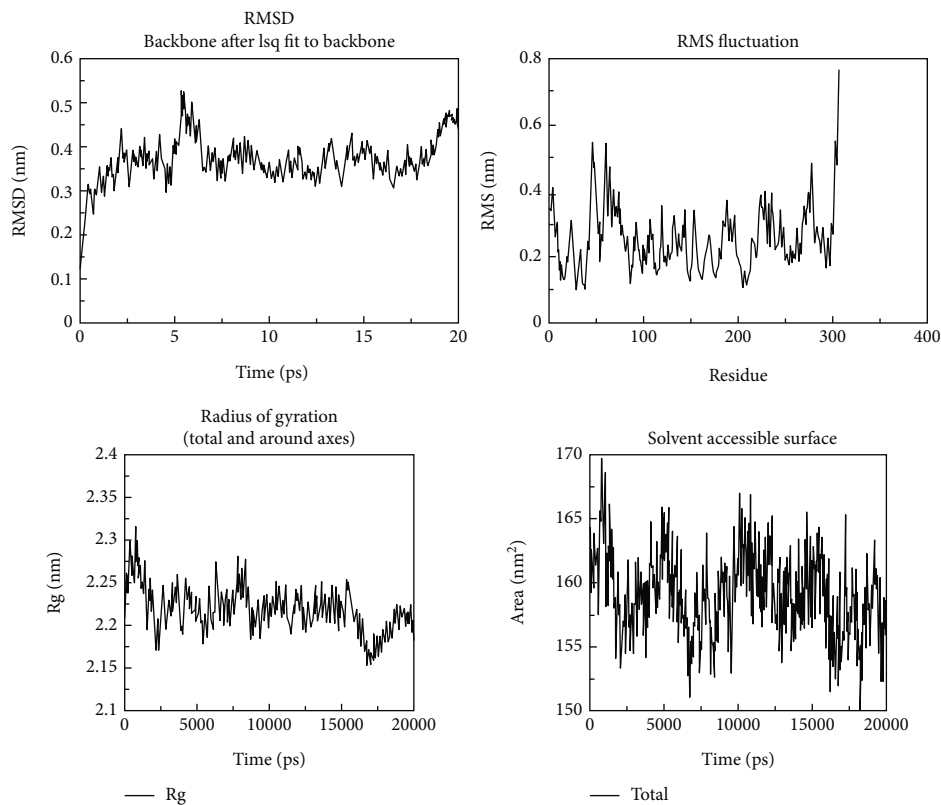 RMSD
Backbone after lsq fit to backbone
0.6
0.5
0.4
0.3
0.2
0.1
0
RMSD (nm)
0 5 10 15 20
Time (ps)
RMS fluctuation
0.8
0.6
0.4
0.2
0
RMS (nm)
0 100 200 300 400
Residue
Radius of gyration
(total and around axes)
2.4
2.35
2.3
2.25
2.2
2.15
2.1
Rg (nm)
0 5000 10000 15000 20000
Time (ps)
Rg
Solvent accessible surface
170
165
160
155
150
Area (nm²)
0 5000 10000 15000 20000
Time (ps)
Total